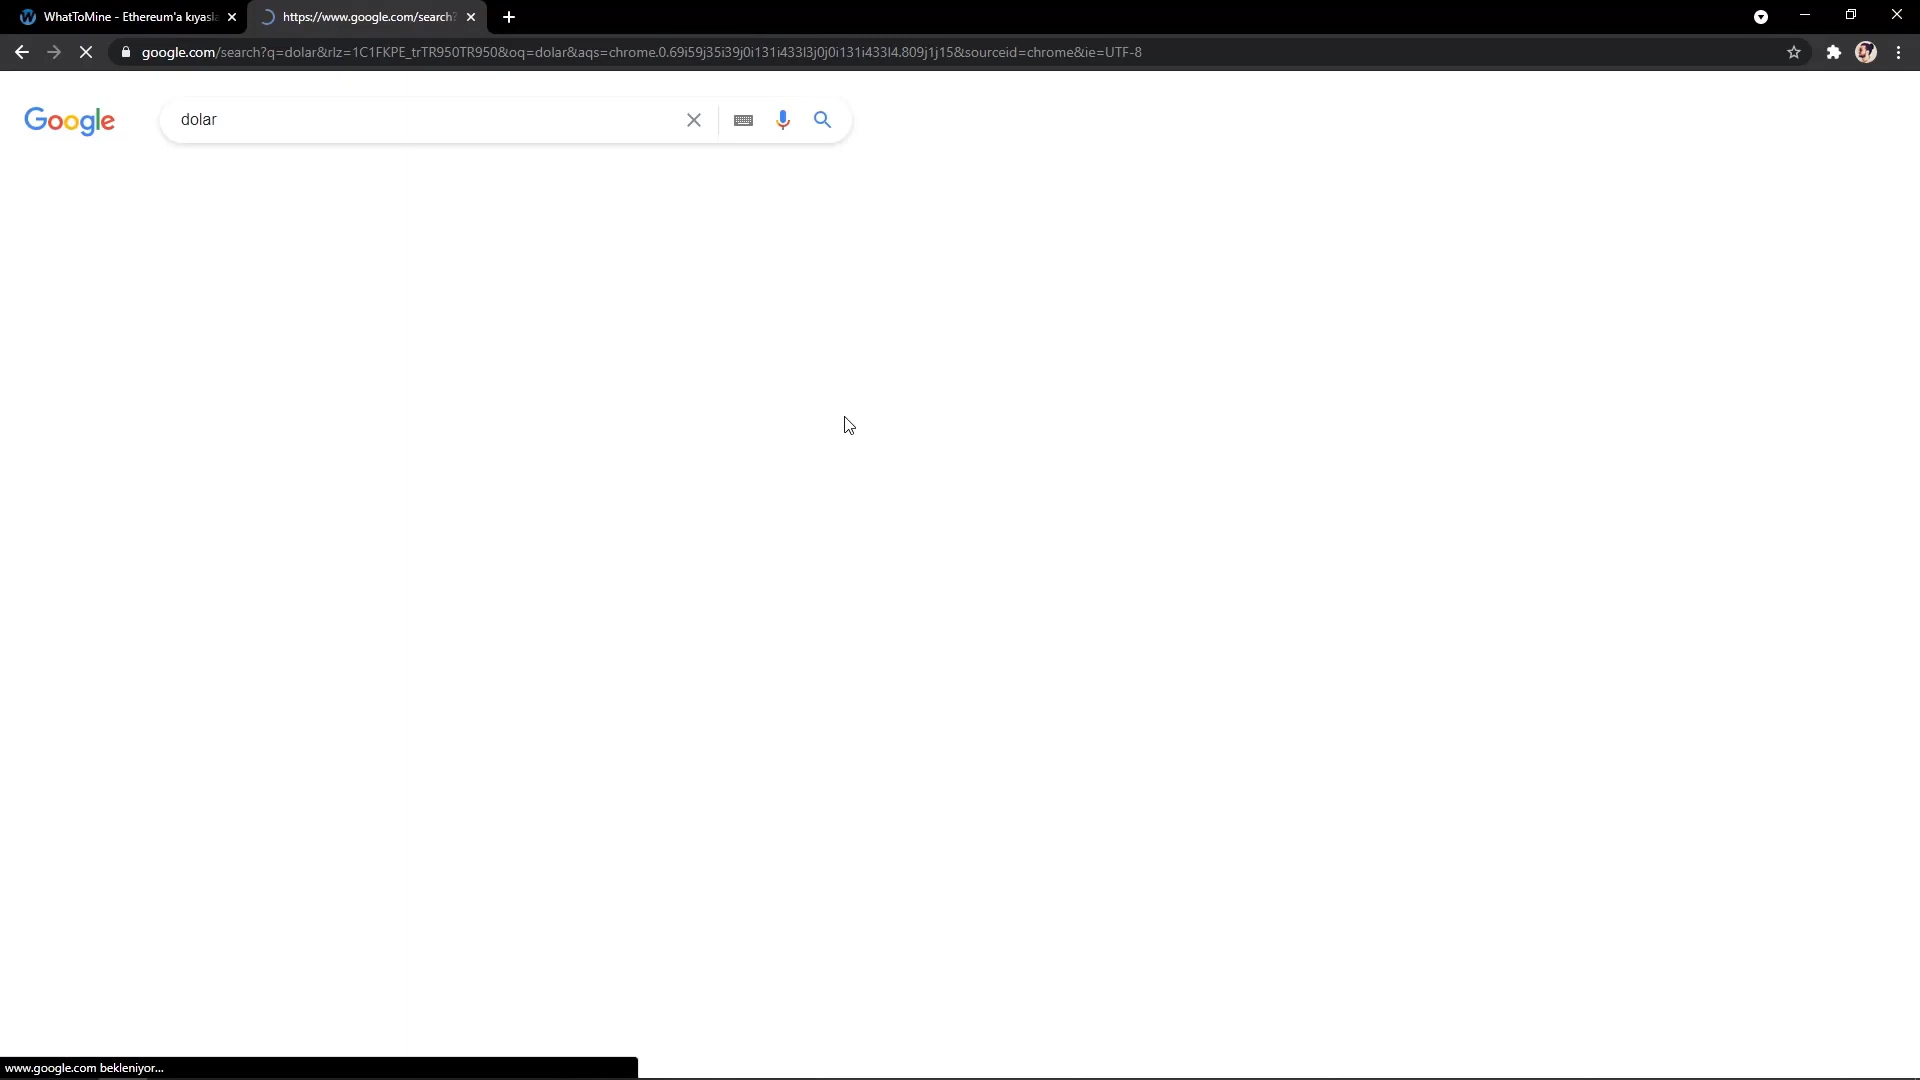 WhatToMine - Ethereum'a kıyasla
https://www.google.com/search?
google.com/search?q=dolar&rlz=1C1FKPE_trTR950TR950&oq=dolar&aqs=chrome.0.69i59j35i39j0i131i433l3j0j0i131i433l4.809j1j15&sourceid=chrome&ie=UTF-8
Google
dolar
www.google.com bekleniyor...